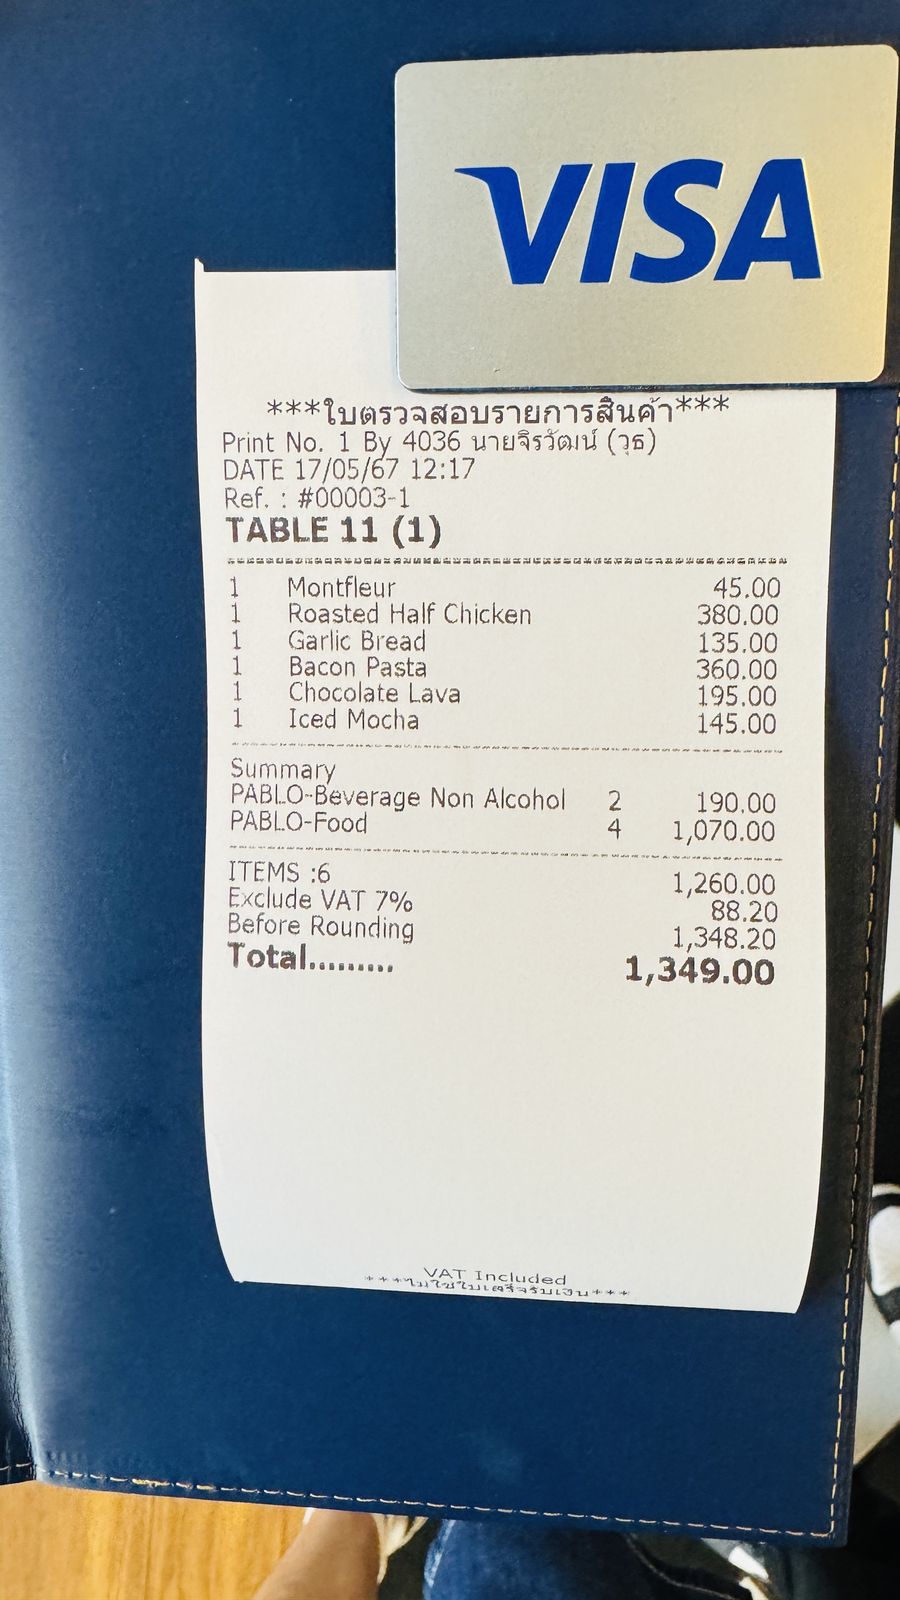 VISA
***ใบตรวจสอบรายการสินค้า***
Print No. 1 By 4036 นายจิรวัฒน์ (วุธ)
DATE 17/05/67 12:17
Ref. : #00003-1
TABLE 11 (1)
1 Montfleur 45.00
1 Roasted Half Chicken 380.00
1 Garlic Bread 135.00
1 Bacon Pasta 360.00
1 Chocolate Lava 195.00
1 Iced Mocha 145.00
Summary
PABLO-Beverage Non Alcohol 2 190.00
PABLO-Food 4 1,070.00
ITEMS :6 1,260.00
Exclude VAT 7% 88.20
Before Rounding 1,348.20
Total......... 1,349.00
VAT Included
***ไม่ใช่ใบเสร็จรับเงิน***